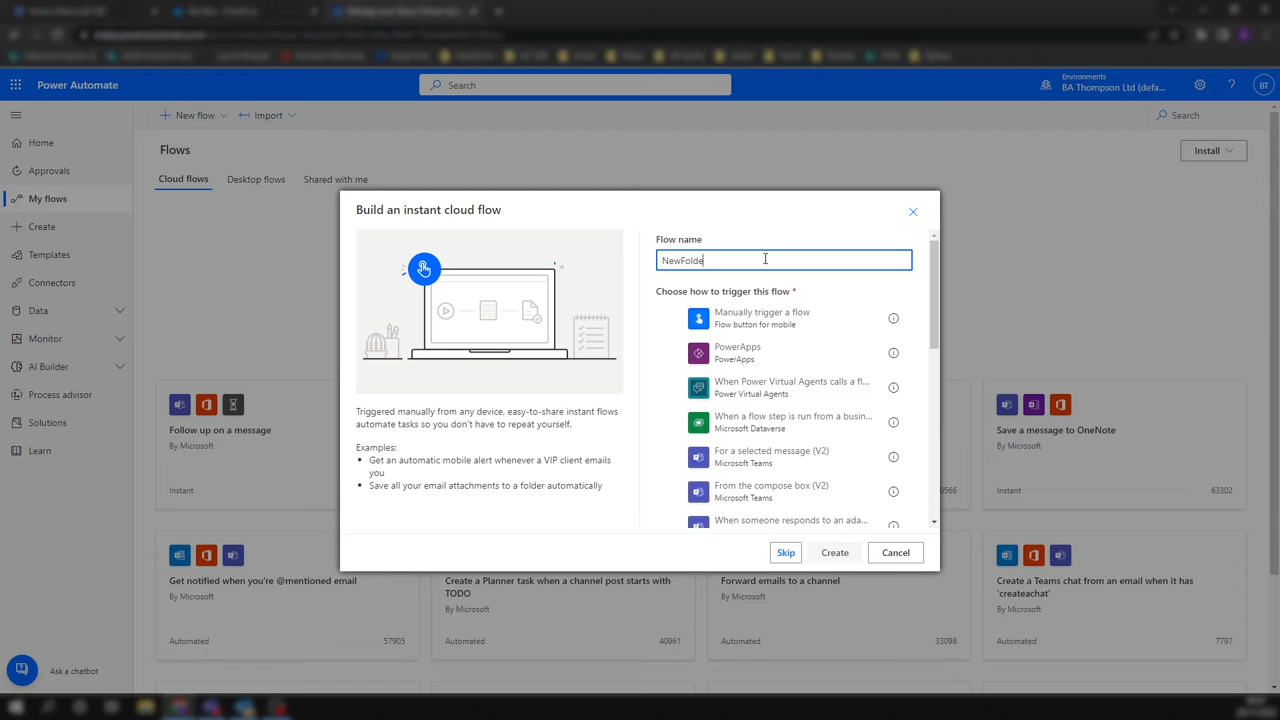 Power Automate
Search
Environments
BA Thompson Ltd (defa...
BT
New flow
Import
Search
Home
Approvals
My flows
Create
Templates
Connectors
Data
Monitor
AI Builder
Process advisor
Solutions
Learn
Ask a chatbot
Flows
Install
Cloud flows
Desktop flows
Shared with me
Build an instant cloud flow
Triggered manually from any device, easy-to-share instant flows
automate tasks so you don't have to repeat yourself.
Examples:
• Get an automatic mobile alert whenever a VIP client emails
you
• Save all your email attachments to a folder automatically
Flow name
NewFolde
Choose how to trigger this flow *
Manually trigger a flow
Flow button for mobile
PowerApps
PowerApps
When Power Virtual Agents calls a fl...
Power Virtual Agents
When a flow step is run from a busin...
Microsoft Dataverse
For a selected message (V2)
Microsoft Teams
From the compose box (V2)
Microsoft Teams
When someone responds to an ada...
Skip
Create
Cancel
Follow up on a message
By Microsoft
Instant
Save a message to OneNote
By Microsoft
0566
Instant
63302
Get notified when you're @mentioned email
By Microsoft
Automated
57905
Create a Planner task when a channel post starts with
TODO
By Microsoft
Automated
40961
Forward emails to a channel
By Microsoft
Automated
33098
Create a Teams chat from an email when it has
'createachat'
By Microsoft
Automated
7797